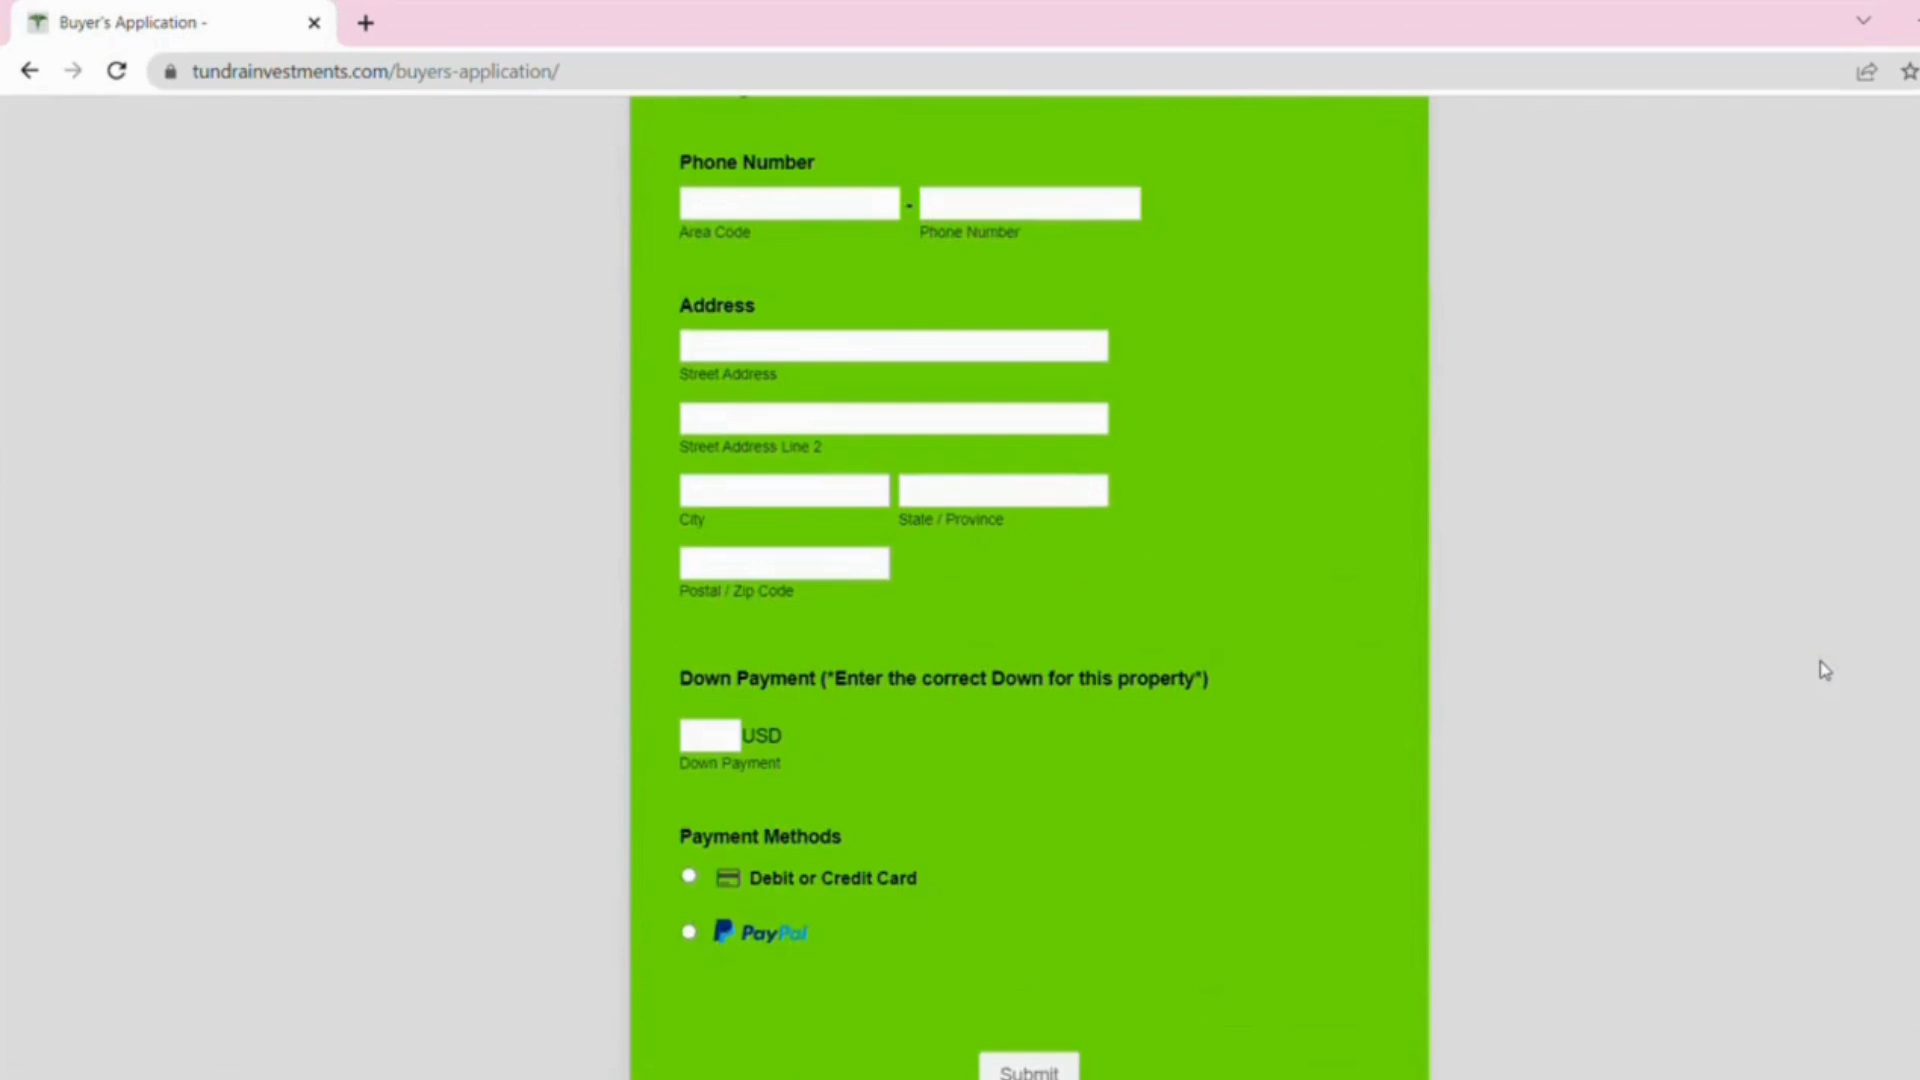 Buyer's Application -
tundrainvestments.com/buyers-application/
Phone Number
-
Area Code
Phone Number
Address
Street Address
Street Address Line 2
City
State / Province
Postal / Zip Code
Down Payment (*Enter the correct Down for this property*)
USD
Down Payment
Payment Methods
Debit or Credit Card
PayPal
Submit